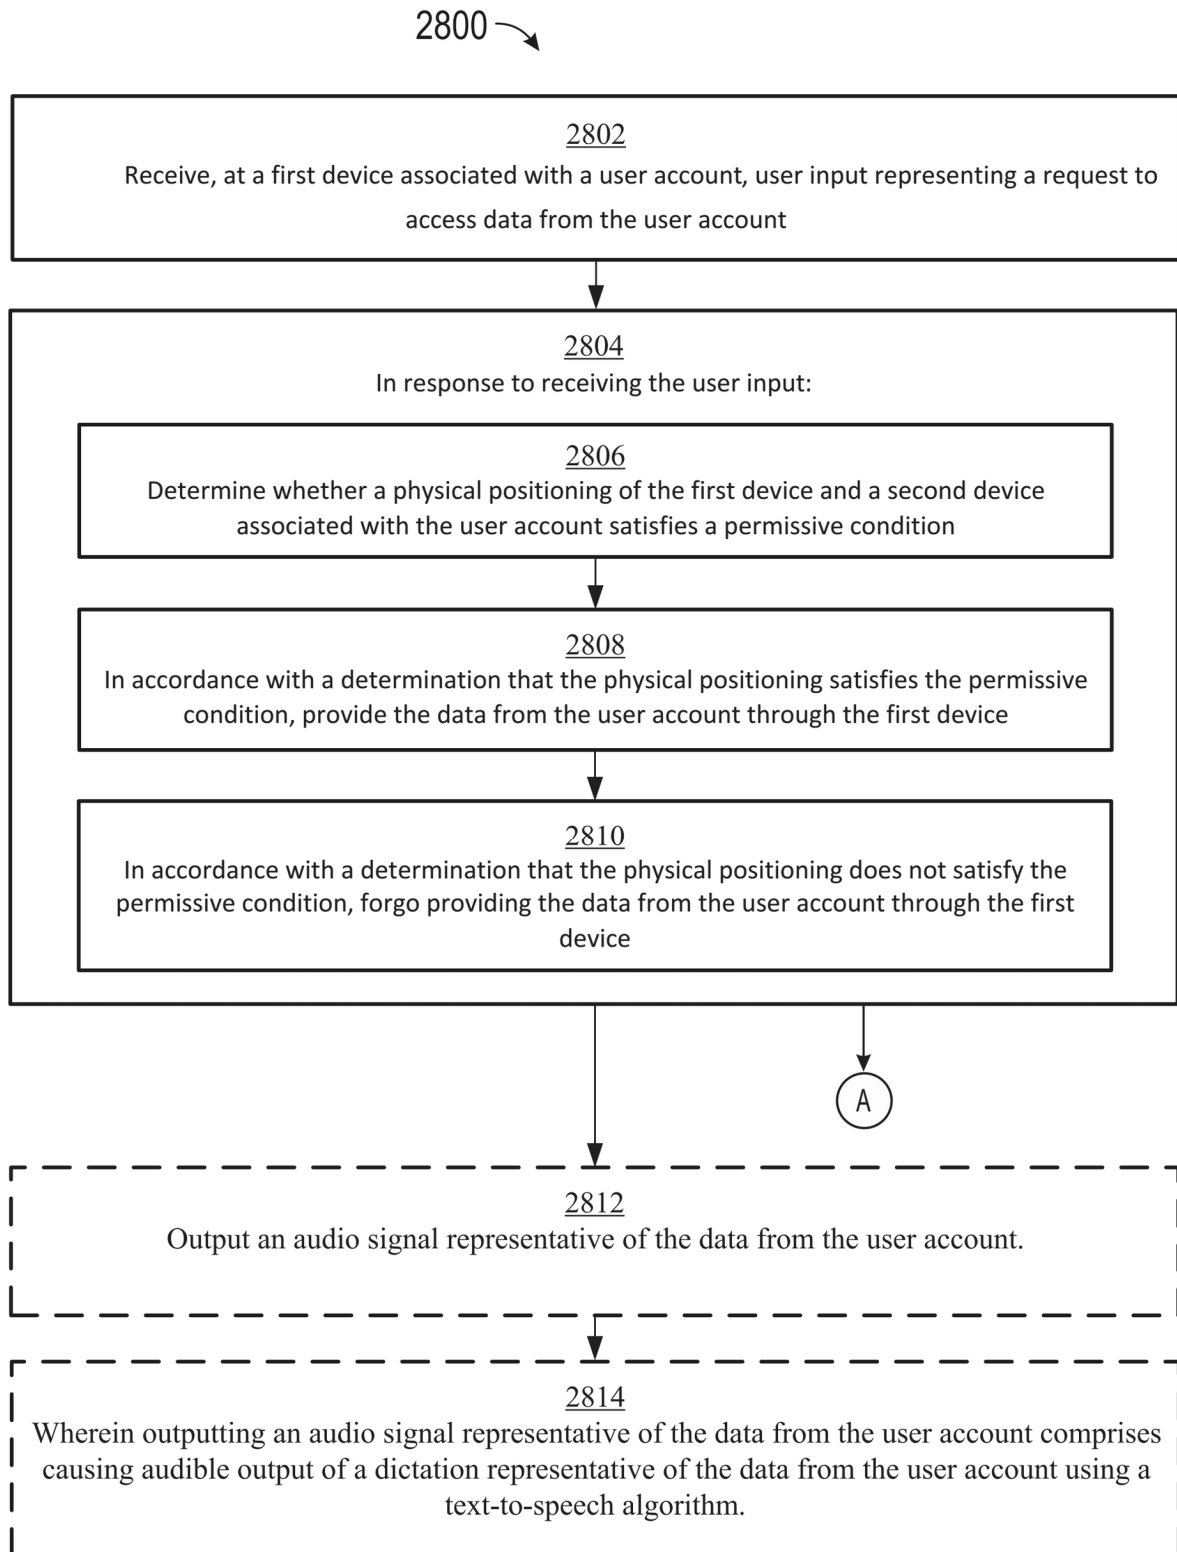 2800
2802
Receive, at a first device associated with a user account, user input representing a request to
access data from the user account
2804
In response to receiving the user input:
2806
Determine whether a physical positioning of the first device and a second device
associated with the user account satisfies a permissive condition
2808
In accordance with a determination that the physical positioning satisfies the permissive
condition, provide the data from the user account through the first device
2810
In accordance with a determination that the physical positioning does not satisfy the
permissive condition, forgo providing the data from the user account through the first
device
A
2812
Output an audio signal representative of the data from the user account.
2814
Wherein outputting an audio signal representative of the data from the user account comprises
causing audible output of a dictation representative of the data from the user account using a
text-to-speech algorithm.